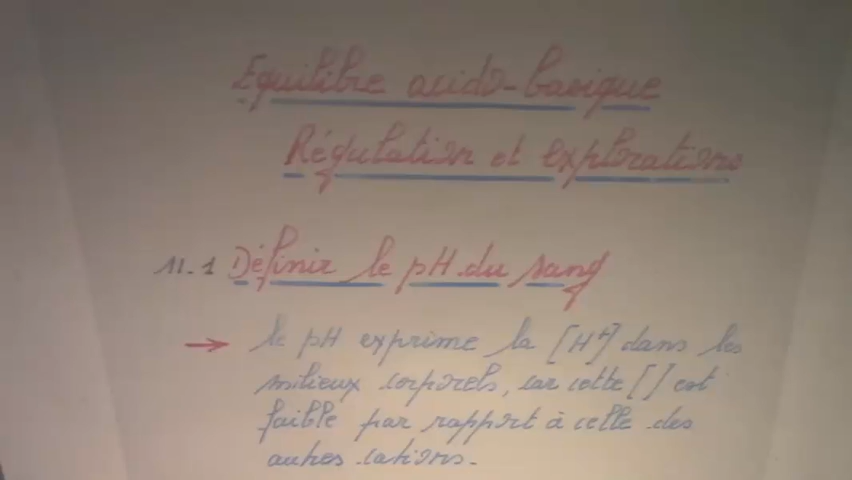 Equilibre acido-basique
Régulation et explorations
11.1 Définir le pH du sang
→ le pH exprime la [H⁺] dans les
milieux corporels, car cette [ ] est
faible par rapport à celle des
autres cations.